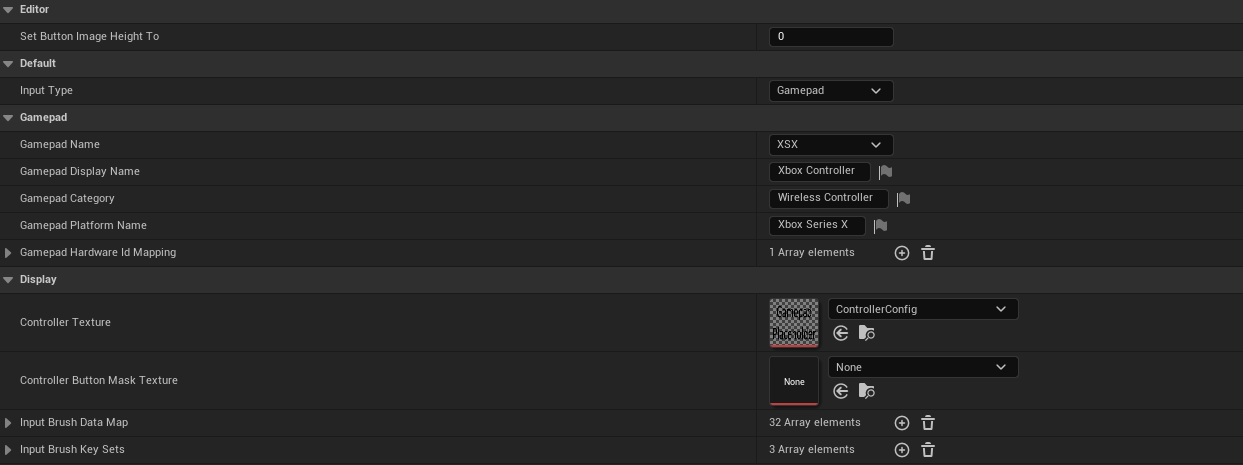 Editor
Set Button Image Height To 0
Default
Input Type Gamepad
Gamepad
Gamepad Name XSX
Gamepad Display Name Xbox Controller
Gamepad Category Wireless Controller
Gamepad Platform Name Xbox Series X
Gamepad Hardware Id Mapping 1 Array elements
Display
Controller Texture Gamepad Placeholder ControllerConfig
Controller Button Mask Texture None None
Input Brush Data Map 32 Array elements
Input Brush Key Sets 3 Array elements